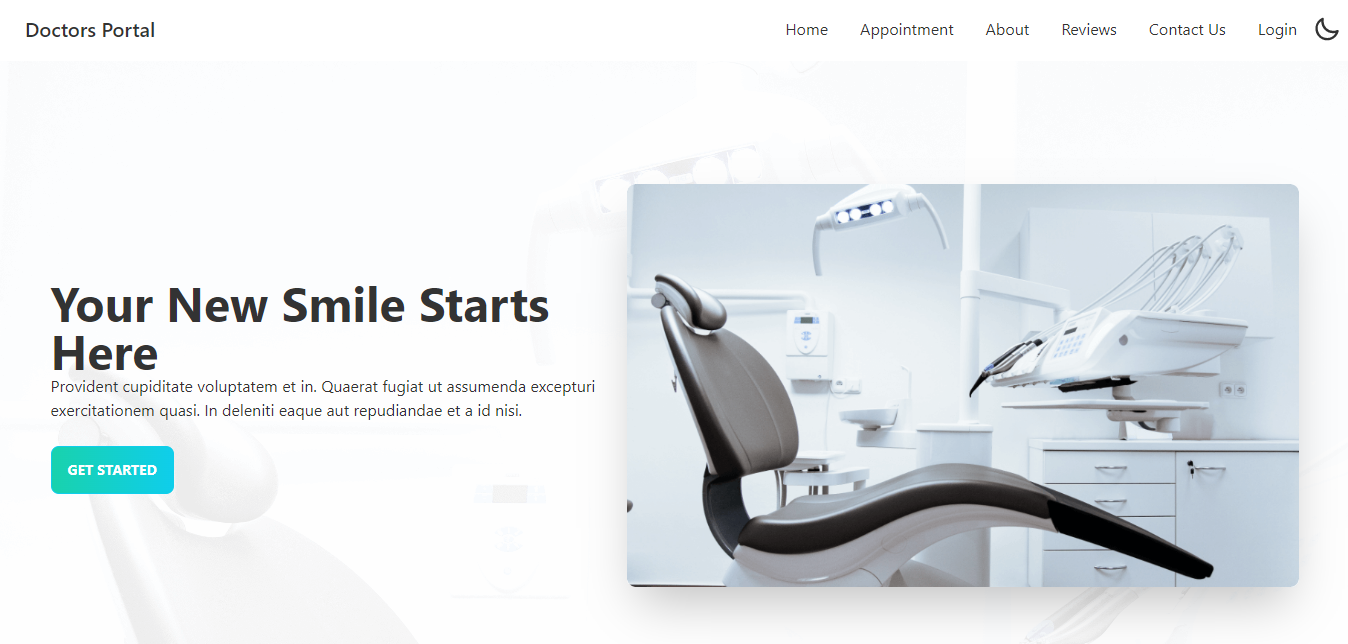 Doctors Portal
Home Appointment About Reviews Contact Us Login
Your New Smile Starts
Here
Provident cupiditate voluptatem et in. Quaerat fugiat ut assumenda excepturi
exercitationem quasi. In deleniti eaque aut repudiandae et a id nisi.
GET STARTED